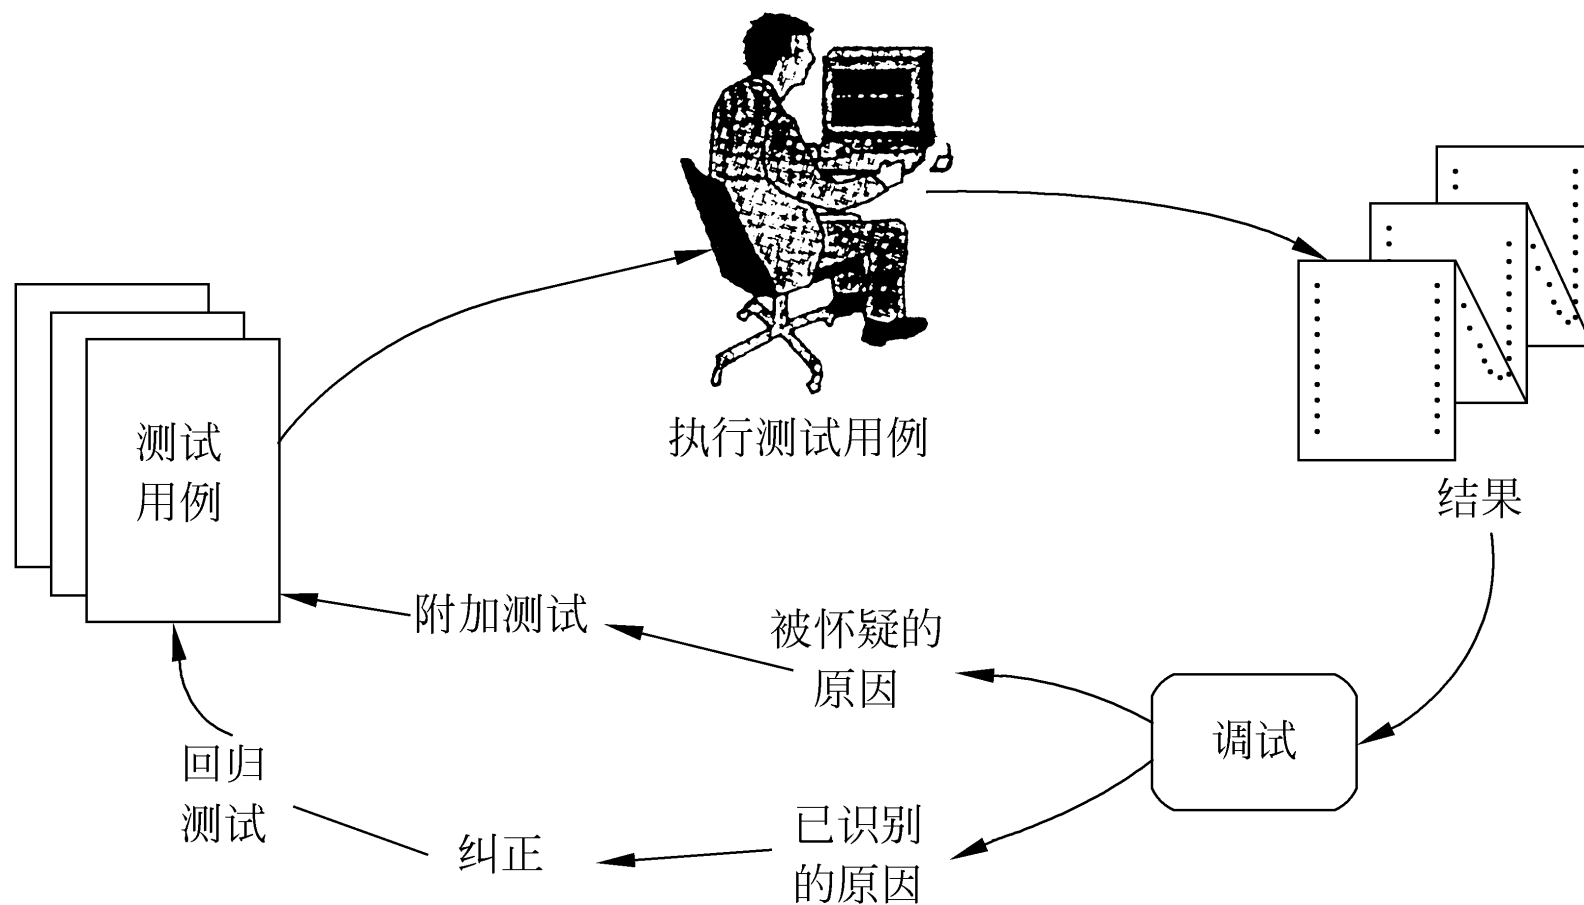 执行测试用例
测试
用例
结果
附加测试
被怀疑的
原因
调试
回归
测试
纠正
已识别
的原因